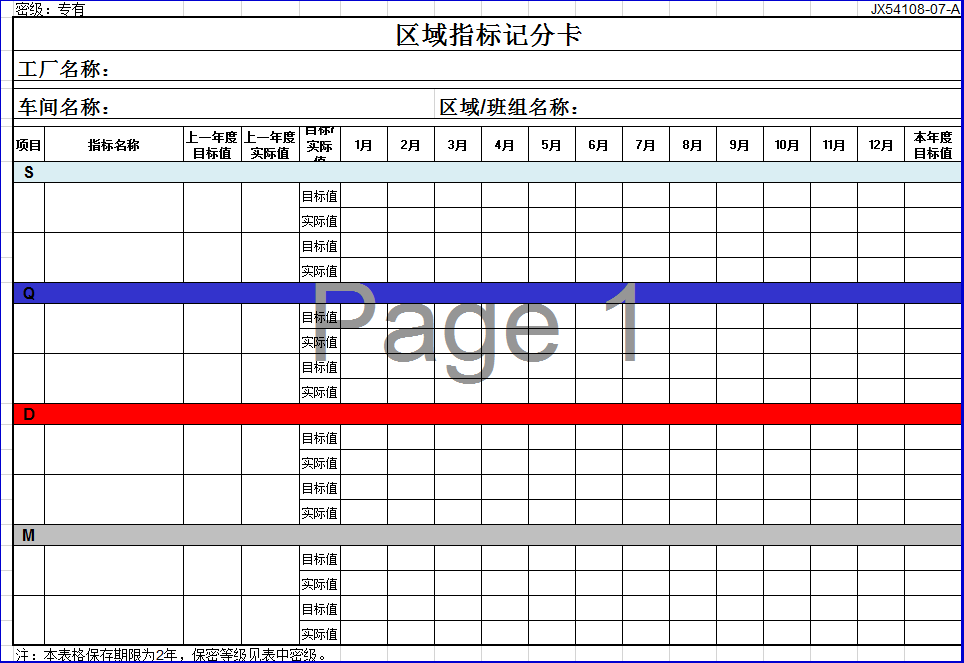 密级：专有
JX54108-07-A
区域指标记分卡
工厂名称：
车间名称： 区域/班组名称：
项目 指标名称 上一年度目标值 上一年度实际值 目标/实际值 1月 2月 3月 4月 5月 6月 7月 8月 9月 10月 11月 12月 本年度目标值
S
目标值
实际值
目标值
实际值
Q
目标值
实际值
目标值
实际值
Page 1
D
目标值
实际值
目标值
实际值
M
目标值
实际值
目标值
实际值
注：本表格保存期限为2年，保密等级见表中密级。